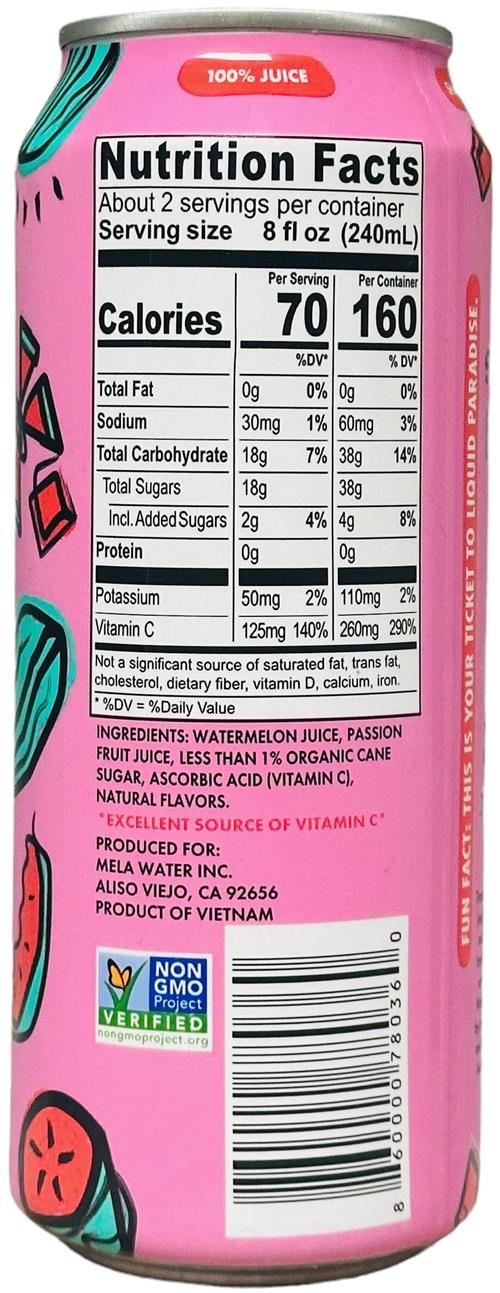 100% JUICE
Nutrition Facts
About 2 servings per container
Serving size 8 fl oz (240mL)
Per Serving Per Container
Calories 70 160
%DV* % DV*
Total Fat 0g 0% 0g 0%
Sodium 30mg 1% 60mg 3%
Total Carbohydrate 18g 7% 38g 14%
Total Sugars 18g 38g
Incl. Added Sugars 2g 4% 4g 8%
Protein 0g 0g
Potassium 50mg 2% 110mg 2%
Vitamin C 125mg 140% 260mg 290%
Not a significant source of saturated fat, trans fat,
cholesterol, dietary fiber, vitamin D, calcium, iron.
* %DV = %Daily Value
INGREDIENTS: WATERMELON JUICE, PASSION
FRUIT JUICE, LESS THAN 1% ORGANIC CANE
SUGAR, ASCORBIC ACID (VITAMIN C),
NATURAL FLAVORS.
*EXCELLENT SOURCE OF VITAMIN C*
PRODUCED FOR:
MELA WATER INC.
ALISO VIEJO, CA 92656
PRODUCT OF VIETNAM
NON
GMO
Project
VERIFIED
nongmoproject.org
8 60000 78036 0
FUN FACT: THIS IS YOUR TICKET TO LIQUID PARADISE.